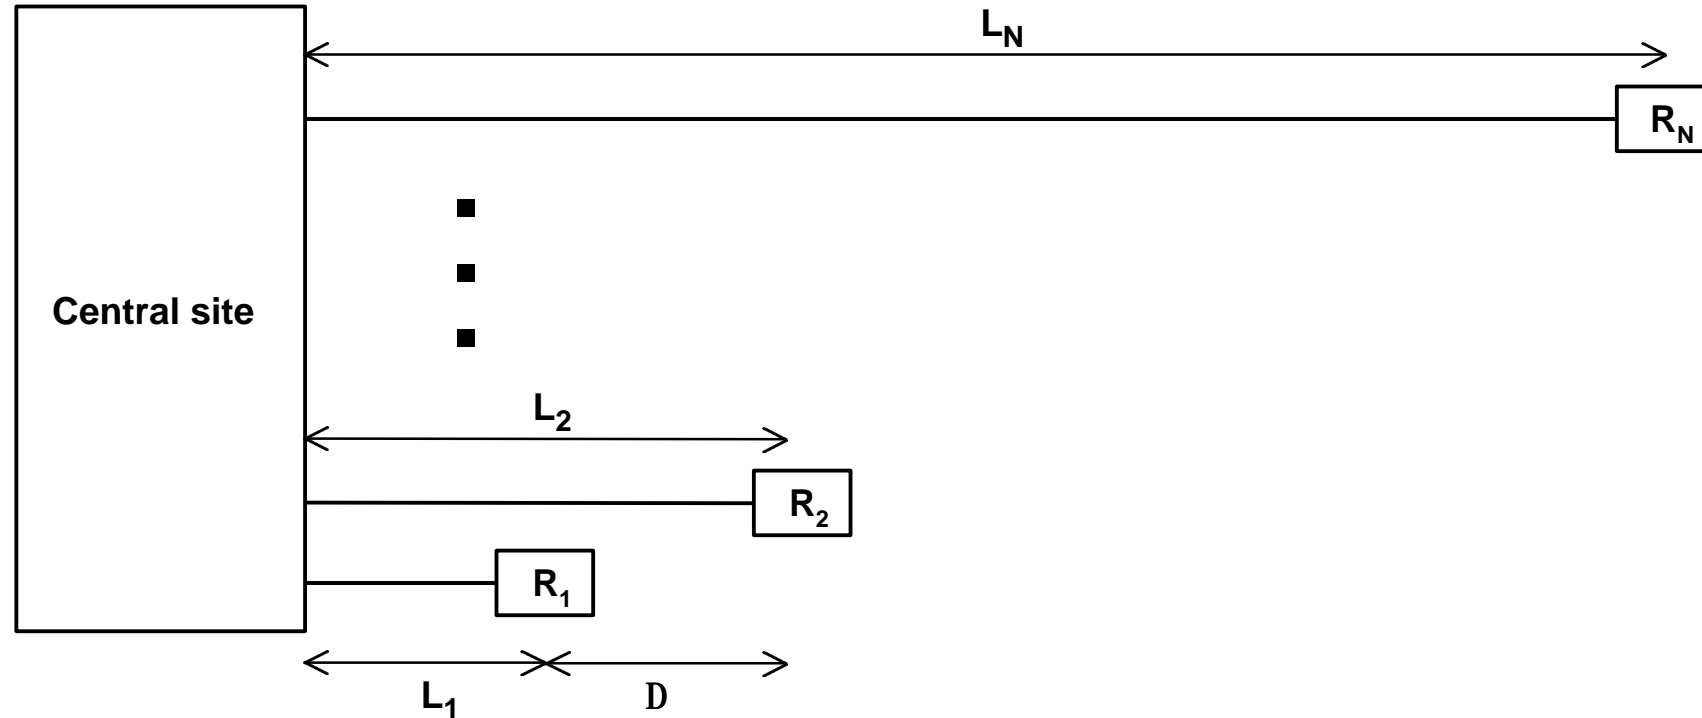 L_N
R_N
Central site
L_2
R_2
R_1
L_1
D